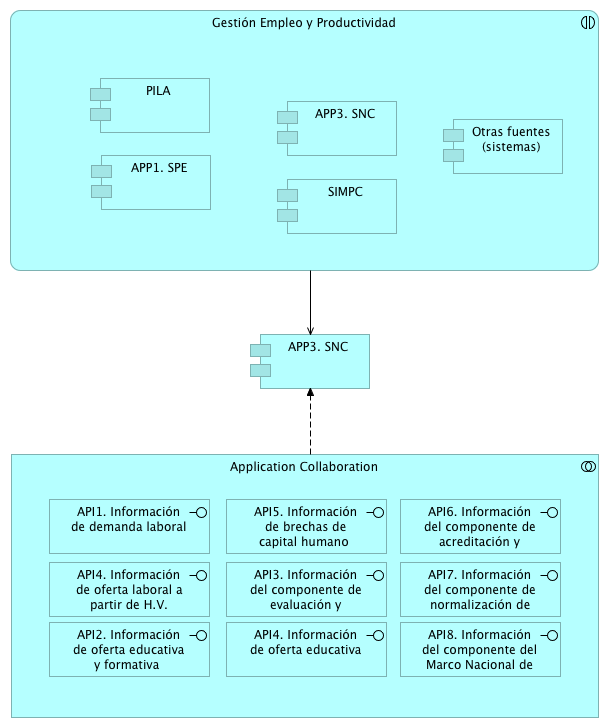 Gestión Empleo y Productividad
PILA
APP3. SNC
Otras fuentes
(sistemas)
APP1. SPE
SIMPC
APP3. SNC
Application Collaboration
API1. Información
de demanda laboral
API5. Información
de brechas de
capital humano
API6. Información
del componente de
acreditación y
API4. Información
de oferta laboral a
partir de H.V.
API3. Información
del componente de
evaluación y
API7. Información
del componente de
normalización de
API2. Información
de oferta educativa
y formativa
API4. Información
de oferta educativa
API8. Información
del componente del
Marco Nacional de